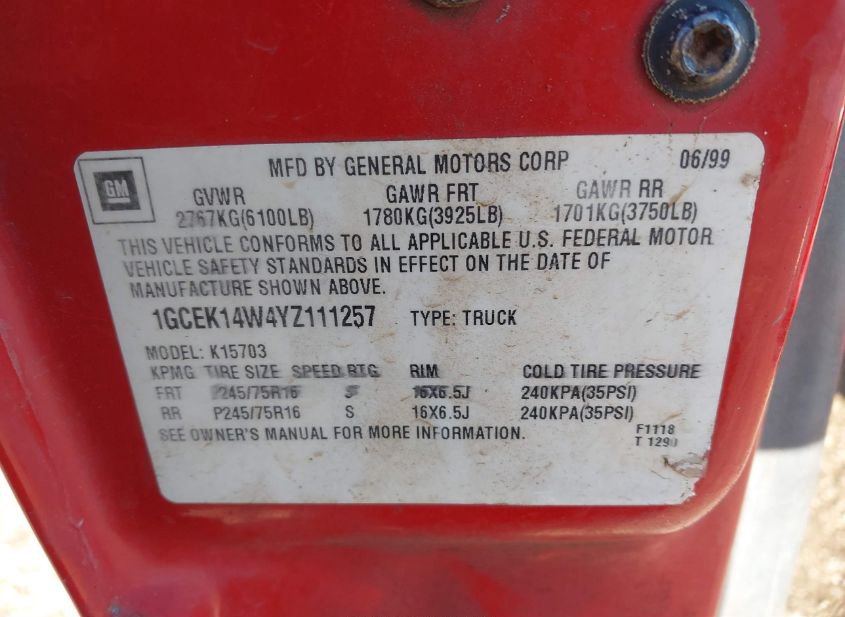 GM
MFD BY GENERAL MOTORS CORP 06/99
GVWR GAWR FRT GAWR RR
2767KG(6100LB) 1780KG(3925LB) 1701KG(3750LB)
THIS VEHICLE CONFORMS TO ALL APPLICABLE U.S. FEDERAL MOTOR
VEHICLE SAFETY STANDARDS IN EFFECT ON THE DATE OF
MANUFACTURE SHOWN ABOVE.
1GCEK14W4YZ111257 TYPE: TRUCK
MODEL: K15703
KPMG TIRE SIZE SPEED RTG RIM COLD TIRE PRESSURE
FRT P245/75R16 S 16X6.5J 240KPA(35PSI)
RR P245/75R16 S 16X6.5J 240KPA(35PSI)
SEE OWNER'S MANUAL FOR MORE INFORMATION. F1118
T